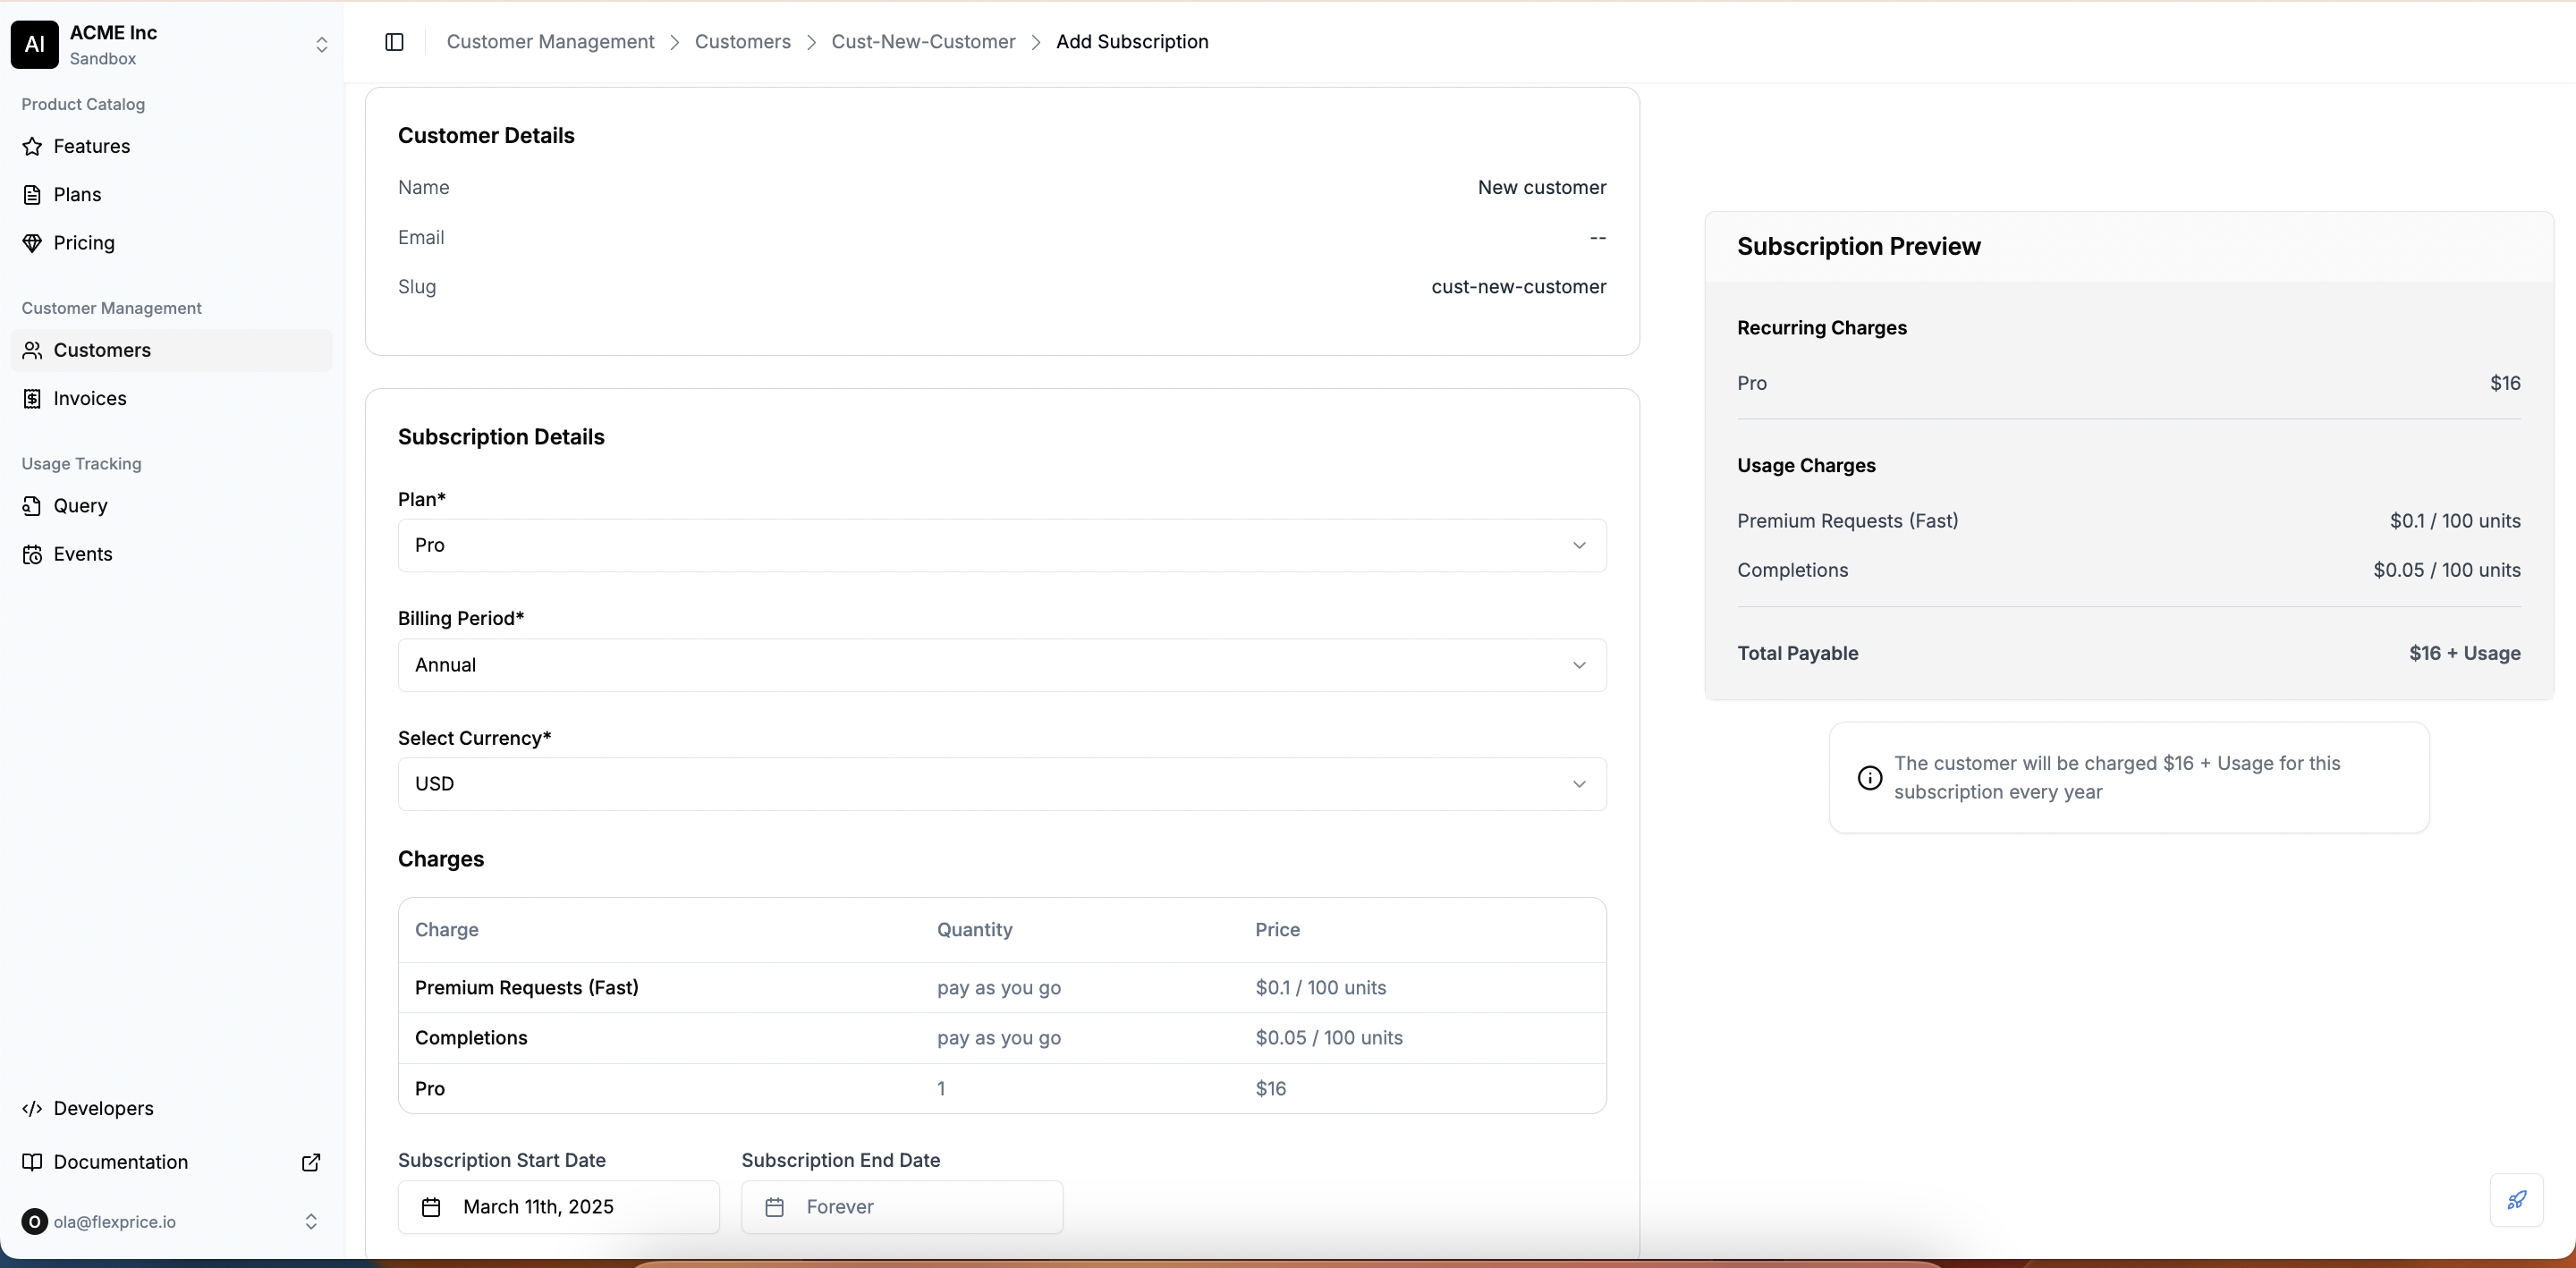 AI
ACME Inc
Sandbox
Product Catalog
Features
Plans
Pricing
Customer Management
Customers
Invoices
Usage Tracking
Query
Events
Developers
Documentation
O ola@flexprice.io
Customer Management > Customers > Cust-New-Customer > Add Subscription
Customer Details
Name New customer
Email --
Slug cust-new-customer
Subscription Details
Plan*
Pro
Billing Period*
Annual
Select Currency*
USD
Charges
Charge Quantity Price
Premium Requests (Fast) pay as you go $0.1 / 100 units
Completions pay as you go $0.05 / 100 units
Pro 1 $16
Subscription Start Date Subscription End Date
March 11th, 2025 Forever
Subscription Preview
Recurring Charges
Pro $16
Usage Charges
Premium Requests (Fast) $0.1 / 100 units
Completions $0.05 / 100 units
Total Payable $16 + Usage
The customer will be charged $16 + Usage for this
subscription every year